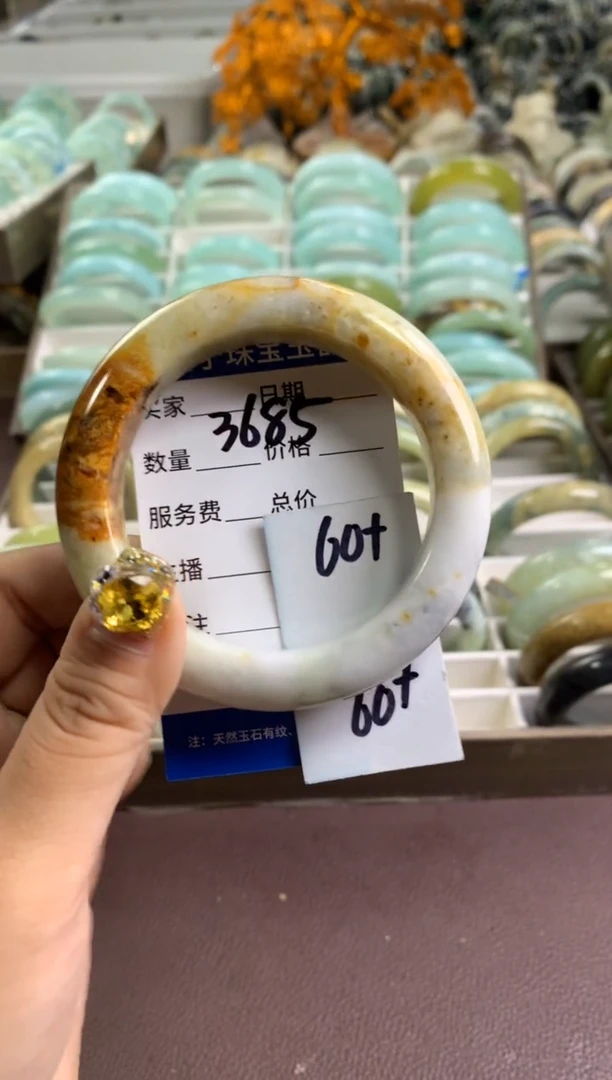 珠宝玉
买家 日期
3685
数量 价格
服务费 总价
60+
播
注
60+
注：天然玉石有纹、